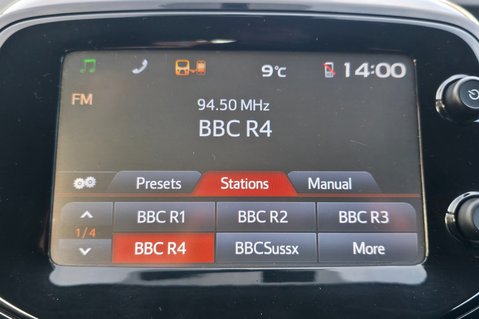 9°C 14:00
FM
94.50 MHz
BBC R4
Presets Stations Manual
BBC R1 BBC R2 BBC R3
1/4
BBC R4 BBCSussx More